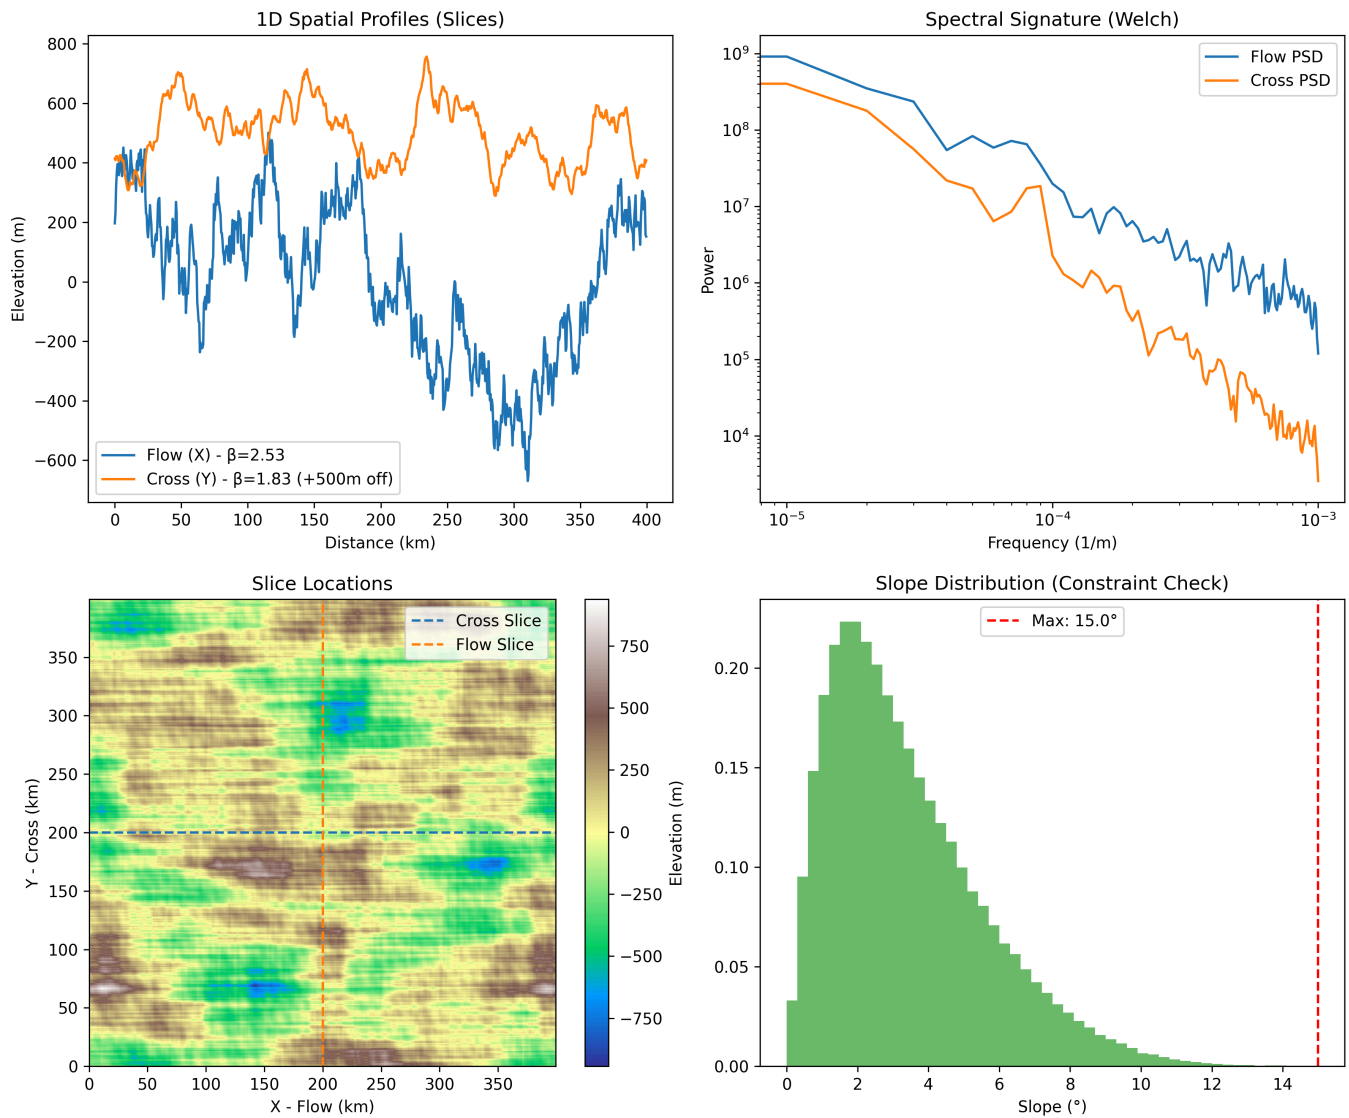 1D Spatial Profiles (Slices)
800
600
400
200
0
−200
−400
−600
Elevation (m)
0 50 100 150 200 250 300 350 400
Distance (km)
Flow (X) - β=2.53
Cross (Y) - β=1.83 (+500m off)
Spectral Signature (Welch)
10⁹
10⁸
10⁷
10⁶
10⁵
10⁴
Power
10⁻⁵ 10⁻⁴ 10⁻³
Frequency (1/m)
Flow PSD
Cross PSD
Slice Locations
Cross Slice
Flow Slice
350
300
250
200
150
100
50
0
Y - Cross (km)
0 50 100 150 200 250 300 350
X - Flow (km)
750
500
250
0
−250
−500
−750
Elevation (m)
Slope Distribution (Constraint Check)
Max: 15.0°
0.20
0.15
0.10
0.05
0.00
0 2 4 6 8 10 12 14
Slope (°)